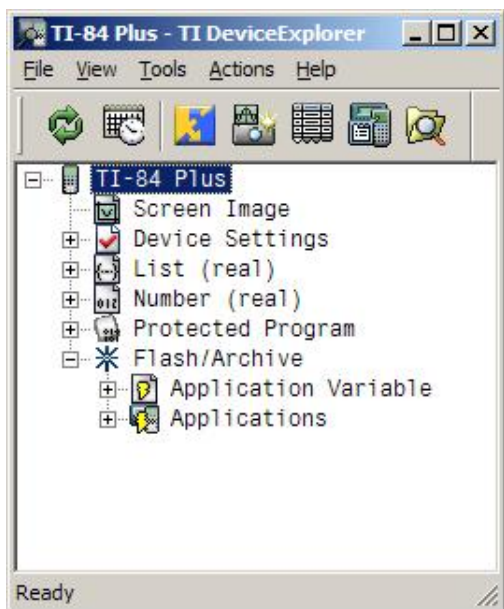 TI-84 Plus - TI DeviceExplorer
File View Tools Actions Help
TI-84 Plus
Screen Image
Device Settings
List (real)
Number (real)
Protected Program
Flash/Archive
Application Variable
Applications
Ready